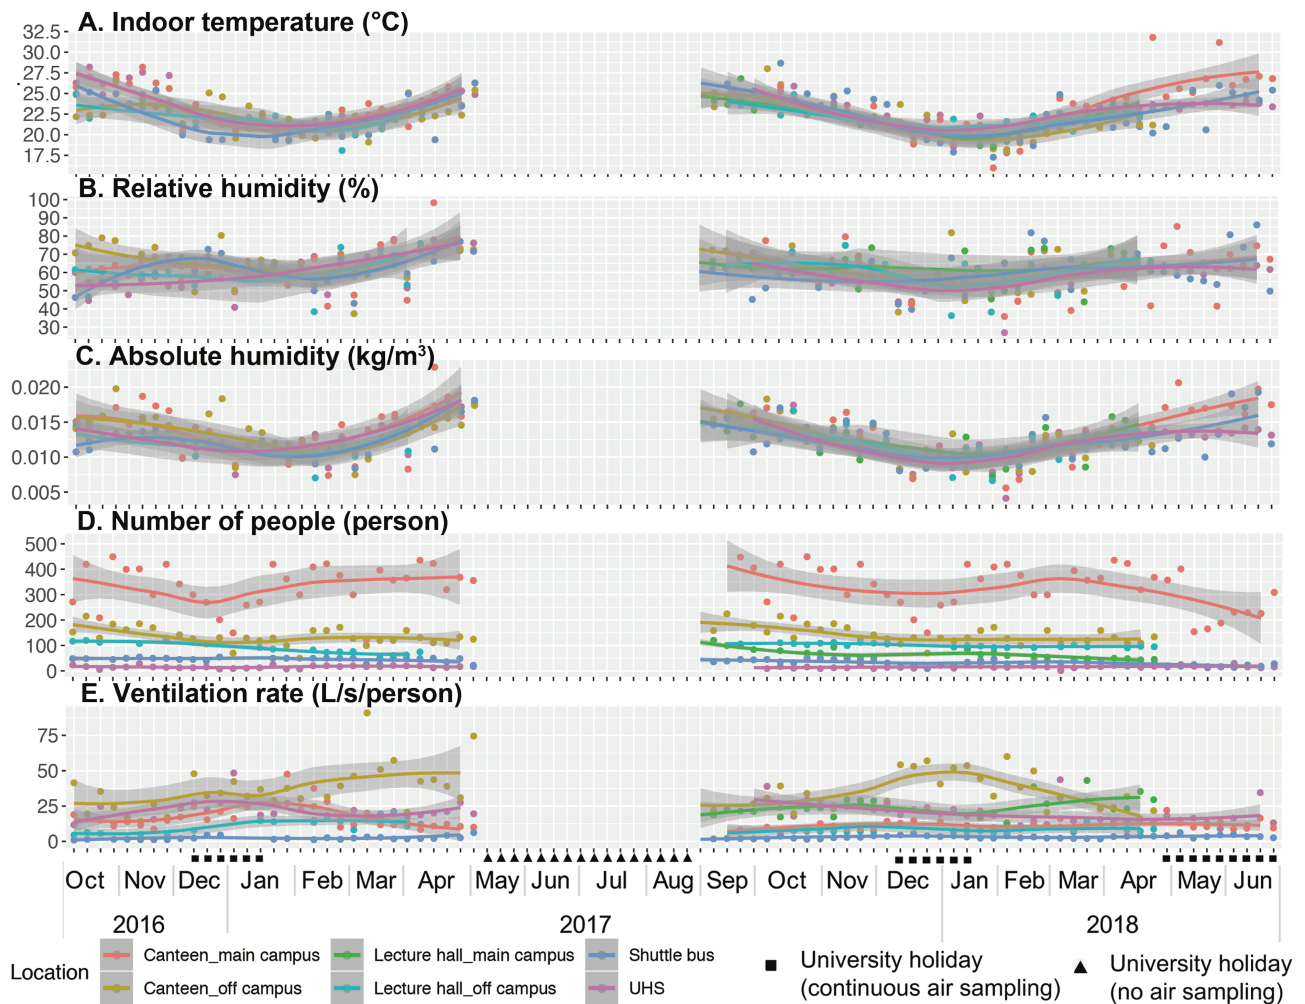 A. Indoor temperature (°C)
32.5
30.0
27.5
25.0
22.5
20.0
17.5
B. Relative humidity (%)
100
90
80
70
60
50
40
30
C. Absolute humidity (kg/m³)
0.020
0.015
0.010
0.005
D. Number of people (person)
500
400
300
200
100
0
E. Ventilation rate (L/s/person)
75
50
25
0
Oct Nov Dec Jan Feb Mar Apr May Jun Jul Aug Sep Oct Nov Dec Jan Feb Mar Apr May Jun
2016 2017 2018
Location
Canteen_main campus
Canteen_off campus
Lecture hall_main campus
Lecture hall_off campus
Shuttle bus
UHS
University holiday
(continuous air sampling)
University holiday
(no air sampling)